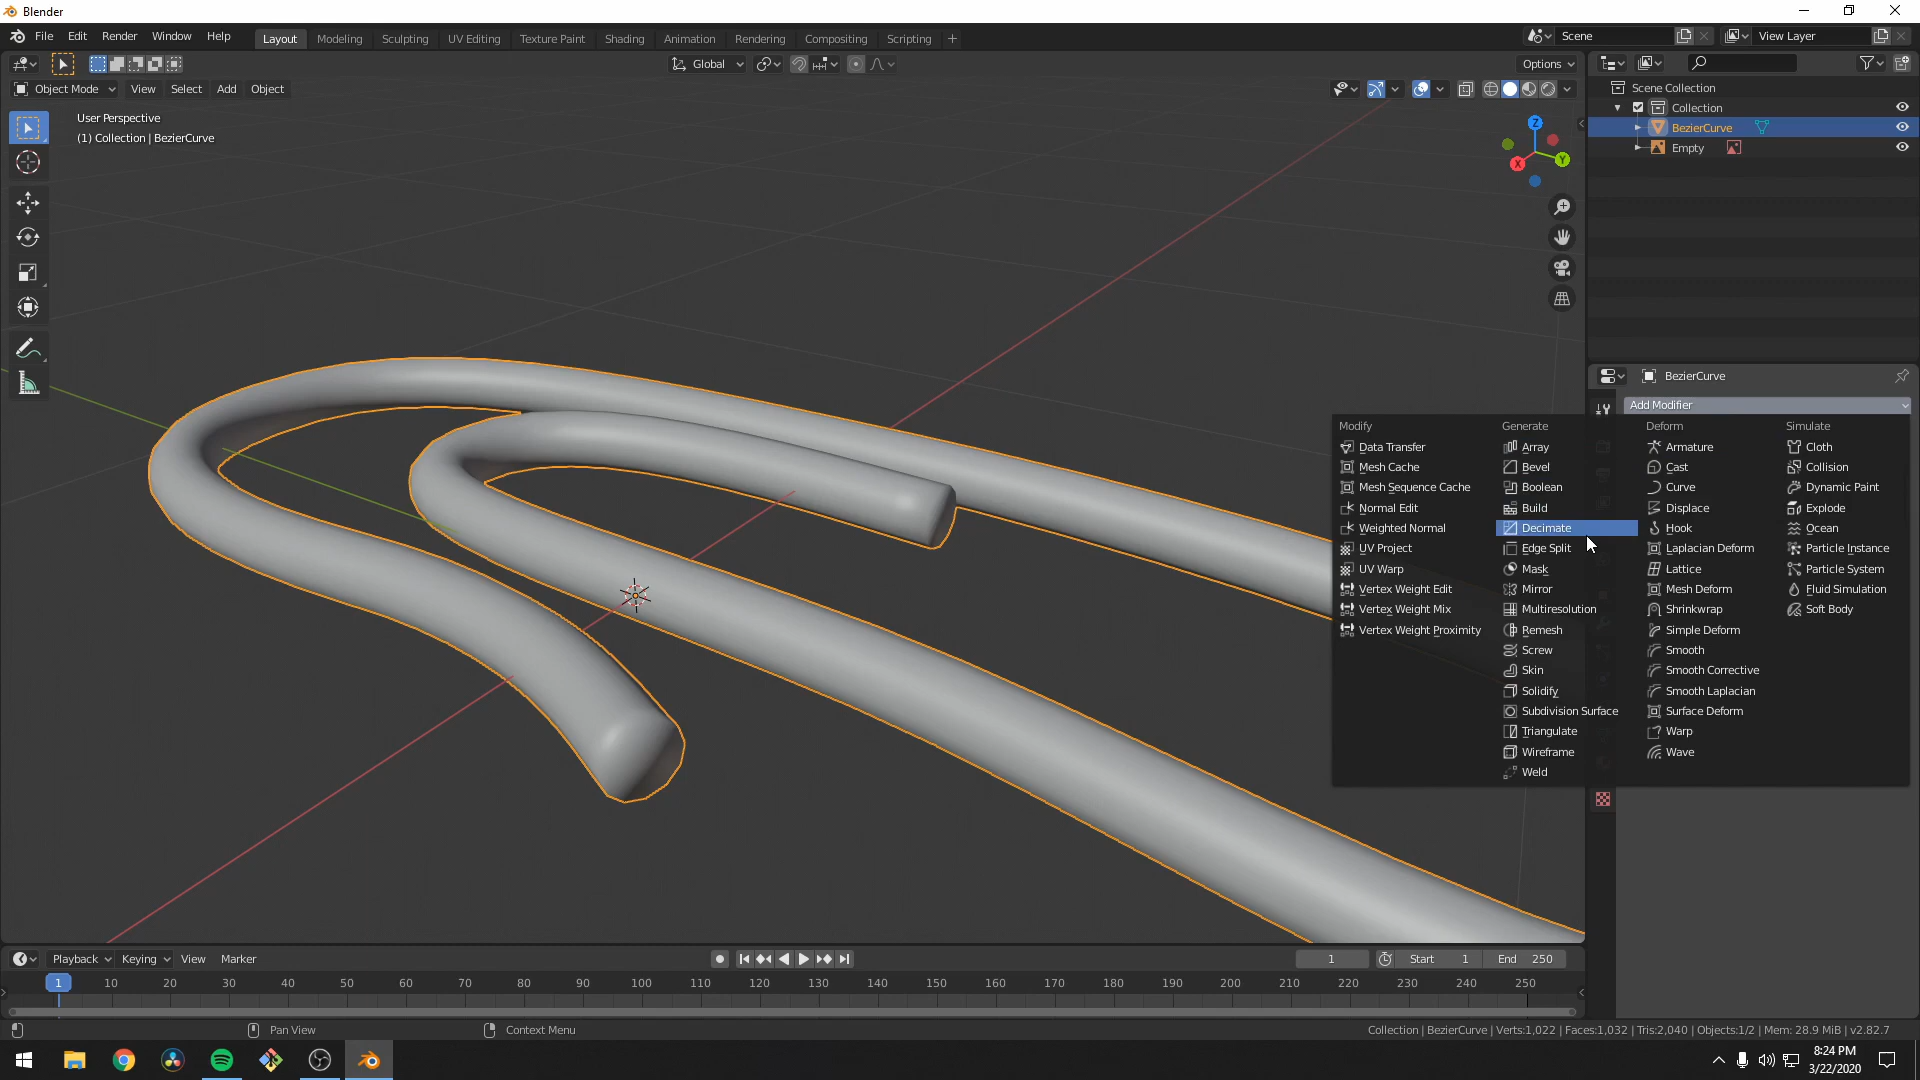 Blender
File Edit Render Window Help Layout Modeling Sculpting UV Editing Texture Paint Shading Animation Rendering Compositing Scripting Scene View Layer
Global Options
Object Mode View Select Add Object
User Perspective
(1) Collection | BezierCurve
Z
Y
X
Scene Collection
Collection
BezierCurve
Empty
BezierCurve
Add Modifier
Modify
Data Transfer
Mesh Cache
Mesh Sequence Cache
Normal Edit
Weighted Normal
UV Project
UV Warp
Vertex Weight Edit
Vertex Weight Mix
Vertex Weight Proximity
Generate
Array
Bevel
Boolean
Build
Decimate
Edge Split
Mask
Mirror
Multiresolution
Remesh
Screw
Skin
Solidify
Subdivision Surface
Triangulate
Wireframe
Weld
Deform
Armature
Cast
Curve
Displace
Hook
Laplacian Deform
Lattice
Mesh Deform
Shrinkwrap
Simple Deform
Smooth
Smooth Corrective
Smooth Laplacian
Surface Deform
Warp
Wave
Simulate
Cloth
Collision
Dynamic Paint
Explode
Ocean
Particle Instance
Particle System
Fluid Simulation
Soft Body
Playback Keying View Marker 1 Start 1 End 250
1 10 20 30 40 50 60 70 80 90 100 110 120 130 140 150 160 170 180 190 200 210 220 230 240 250
Pan View Context Menu Collection | BezierCurve | Verts:1,022 | Faces:1,032 | Tris:2,040 | Objects:1/2 | Mem: 28.9 MiB | v2.82.7
8:24 PM
3/22/2020